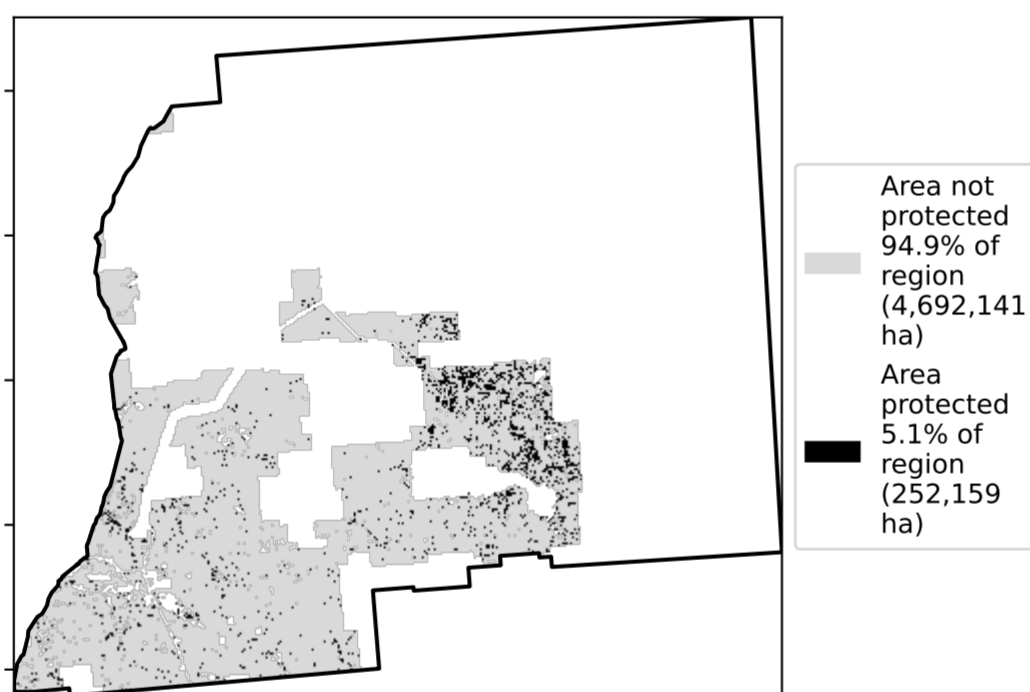 Area not
protected
94.9% of
region
(4,692,141
ha)
Area
protected
5.1% of
region
(252,159
ha)